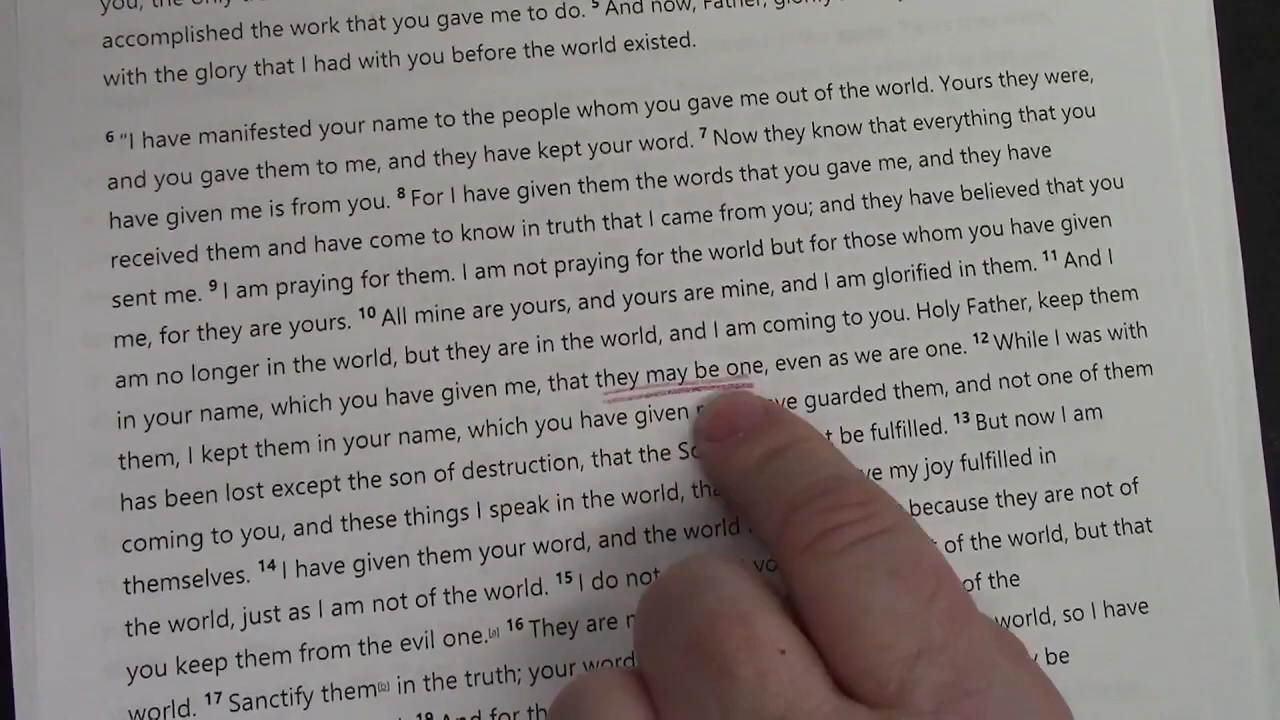 you, the only
accomplished the work that you gave me to do. 5 And now, Father,
with the glory that I had with you before the world existed.
6 "I have manifested your name to the people whom you gave me out of the world. Yours they were,
and you gave them to me, and they have kept your word. 7 Now they know that everything that you
have given me is from you. 8 For I have given them the words that you gave me, and they have
received them and have come to know in truth that I came from you; and they have believed that you
sent me. 9 I am praying for them. I am not praying for the world but for those whom you have given
me, for they are yours. 10 All mine are yours, and yours are mine, and I am glorified in them. 11 And I
am no longer in the world, but they are in the world, and I am coming to you. Holy Father, keep them
in your name, which you have given me, that they may be one, even as we are one. 12 While I was with
them, I kept them in your name, which you have given guarded them, and not one of them
has been lost except the son of destruction, that the be fulfilled. 13 But now I am
coming to you, and these things I speak in the world, my joy fulfilled in
themselves. 14 I have given them your word, and the world because they are not of
the world, just as I am not of the world. 15 I do not of the world, but that
you keep them from the evil one.[a] 16 They are of the
world. 17 Sanctify them[b] in the truth; your word world, so I have
18 And for be